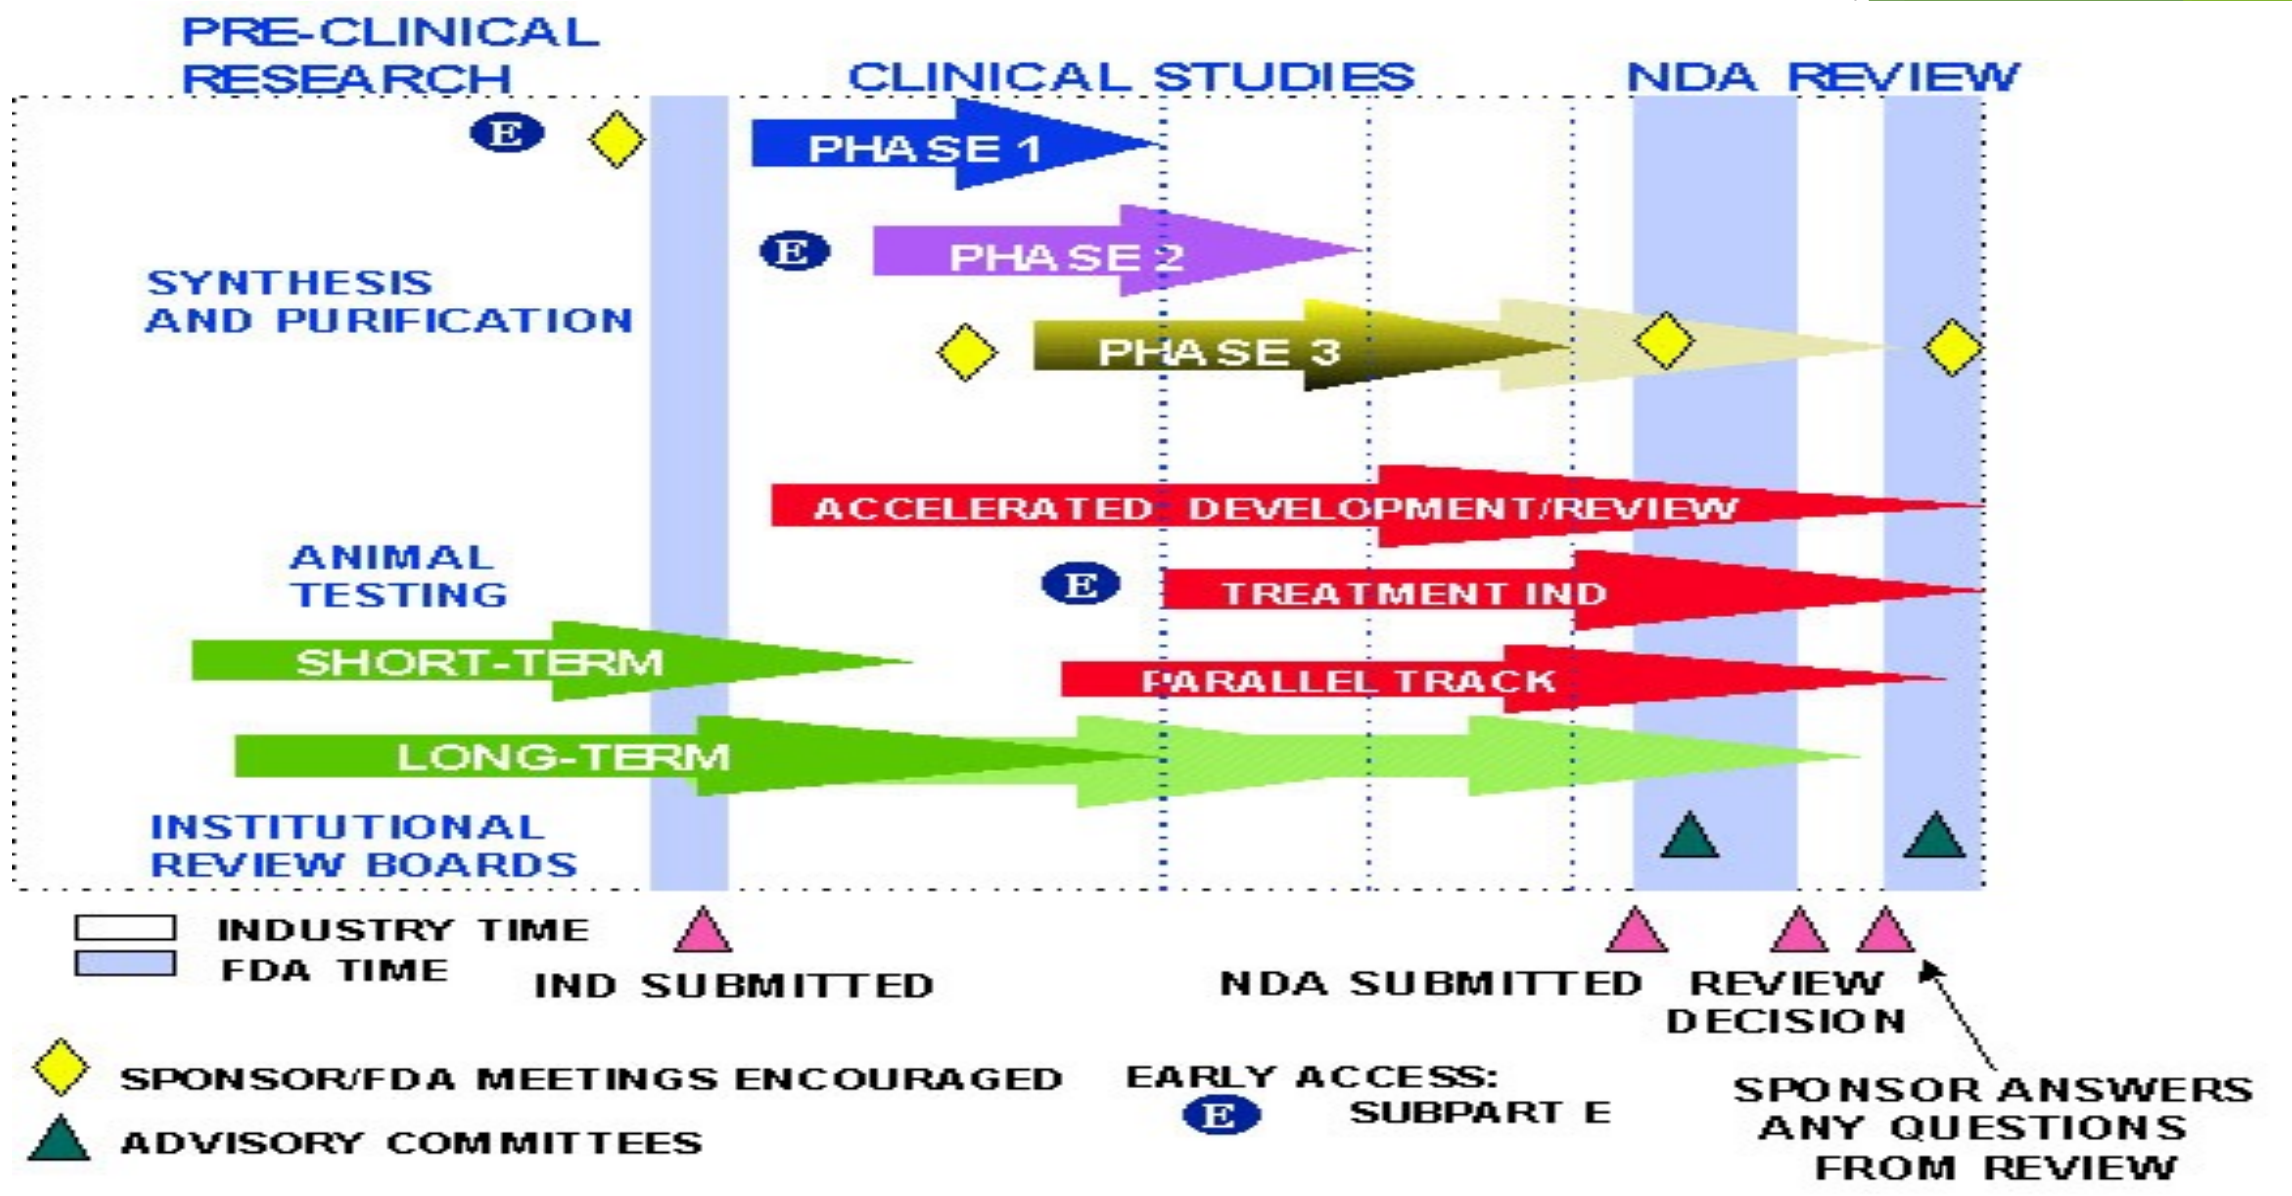 PRE-CLINICAL
RESEARCH
CLINICAL STUDIES
NDA REVIEW
E
PHASE 1
E
PHASE 2
SYNTHESIS
AND PURIFICATION
PHASE 3
ACCELERATED DEVELOPMENT/REVIEW
ANIMAL
TESTING
E
TREATMENT IND
SHORT-TERM
PARALLEL TRACK
LONG-TERM
INSTITUTIONAL
REVIEW BOARDS
INDUSTRY TIME
FDA TIME
IND SUBMITTED
NDA SUBMITTED
REVIEW
DECISION
SPONSOR/FDA MEETINGS ENCOURAGED
ADVISORY COMMITTEES
EARLY ACCESS:
E SUBPART E
SPONSOR ANSWERS
ANY QUESTIONS
FROM REVIEW